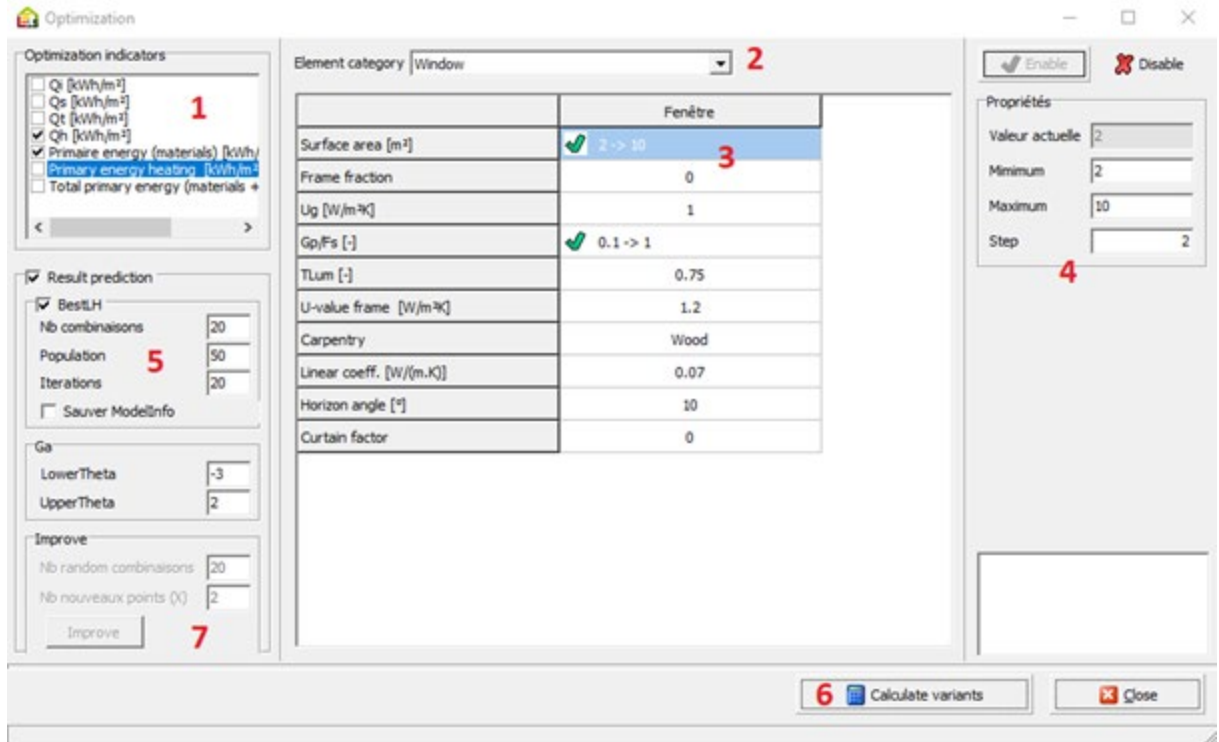 Optimization
Optimization indicators
Qi [kWh/m²]
Qs [kWh/m²]
Qt [kWh/m²]
Qh [kWh/m²]
Primaire energy (materials) [kWh/
Primary energy heating [kWh/m²
Total primary energy (materials +
1
Result prediction
BestLH
Nb combinaisons 20
Population 50
Iterations 20
5
Sauver ModelInfo
Ga
LowerTheta -3
UpperTheta 2
Improve
Nb random combinaisons 20
Nb nouveaux points (X) 2
Improve
7
Element category Window 2
Fenêtre
Surface area [m²] 2 -> 10
3
Frame fraction 0
Ug [W/m²K] 1
Gp/Fs [-] 0.1 -> 1
TLum [-] 0.75
U-value frame [W/m²K] 1.2
Carpentry Wood
Linear coeff. [W/(m.K)] 0.07
Horizon angle [°] 10
Curtain factor 0
Enable Disable
Propriétés
Valeur actuelle 2
Minimum 2
Maximum 10
Step 2
4
6 Calculate variants Close